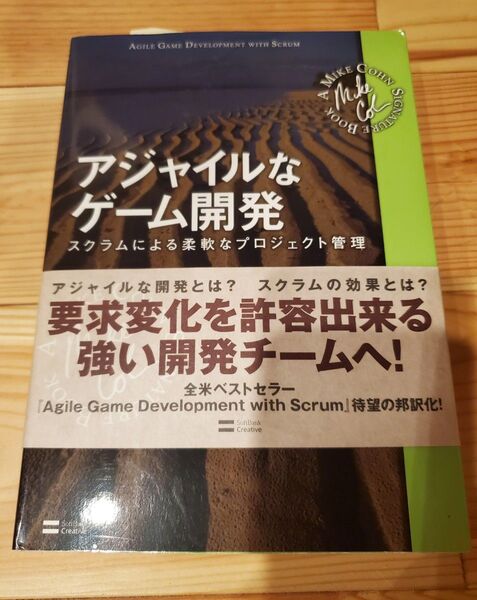 AGILE GAME DEVELOPMENT WITH SCRUM
A MIKE COHN SIGNATURE BOOK
Mike Cohn
アジャイルな
ゲーム開発
スクラムによる柔軟なプロジェクト管理
アジャイルな開発とは? スクラムの効果とは?
要求変化を許容出来る
強い開発チームへ!
全米ベストセラー
『Agile Game Development with Scrum』待望の邦訳化!
SoftBank
Creative
SoftBank
Creative